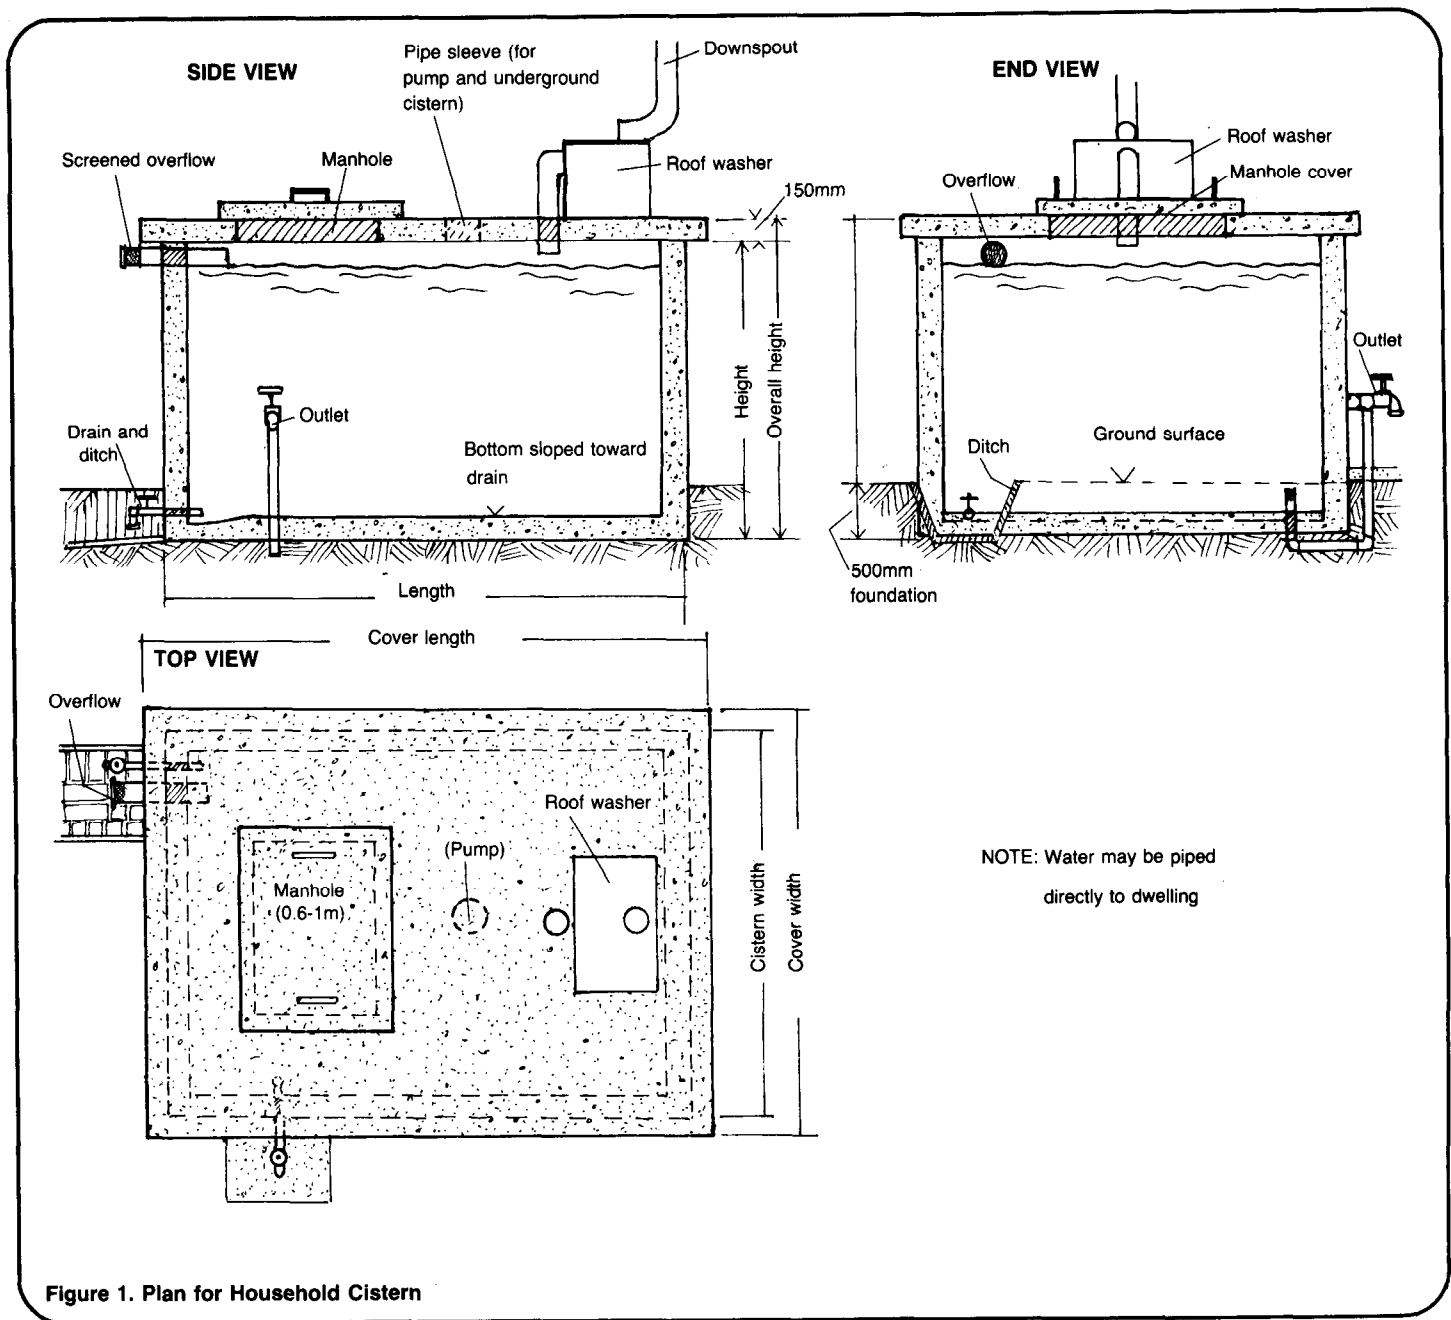 SIDE VIEW
Pipe sleeve (for
pump and underground
cistern)
Downspout
Screened overflow
Manhole
Roof washer
150mm
Height
Overall height
Outlet
Drain and
ditch
Bottom sloped toward
drain
Length
Cover length
END VIEW
Roof washer
Manhole cover
Overflow
Outlet
Ground surface
Ditch
500mm
foundation
TOP VIEW
Overflow
Roof washer
(Pump)
Manhole
(0.6-1m)
Cistern width
Cover width
NOTE: Water may be piped
directly to dwelling
Figure 1. Plan for Household Cistern